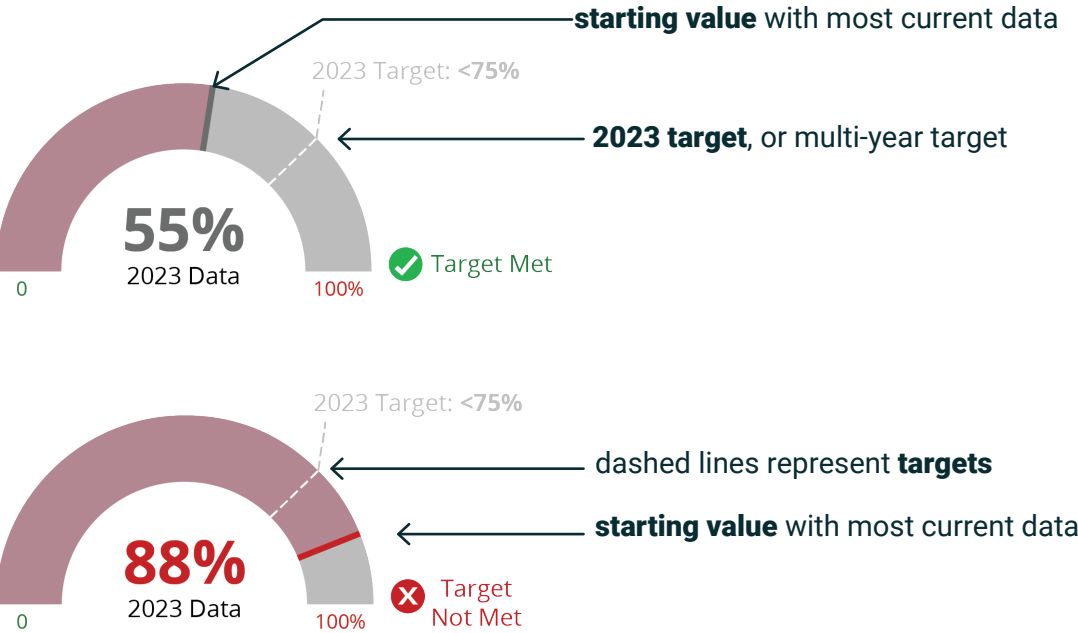 starting value with most current data
2023 Target: <75%
2023 target, or multi-year target
55%
2023 Data
Target Met
0
100%
2023 Target: <75%
dashed lines represent targets
starting value with most current data
88%
2023 Data
Target
Not Met
0
100%